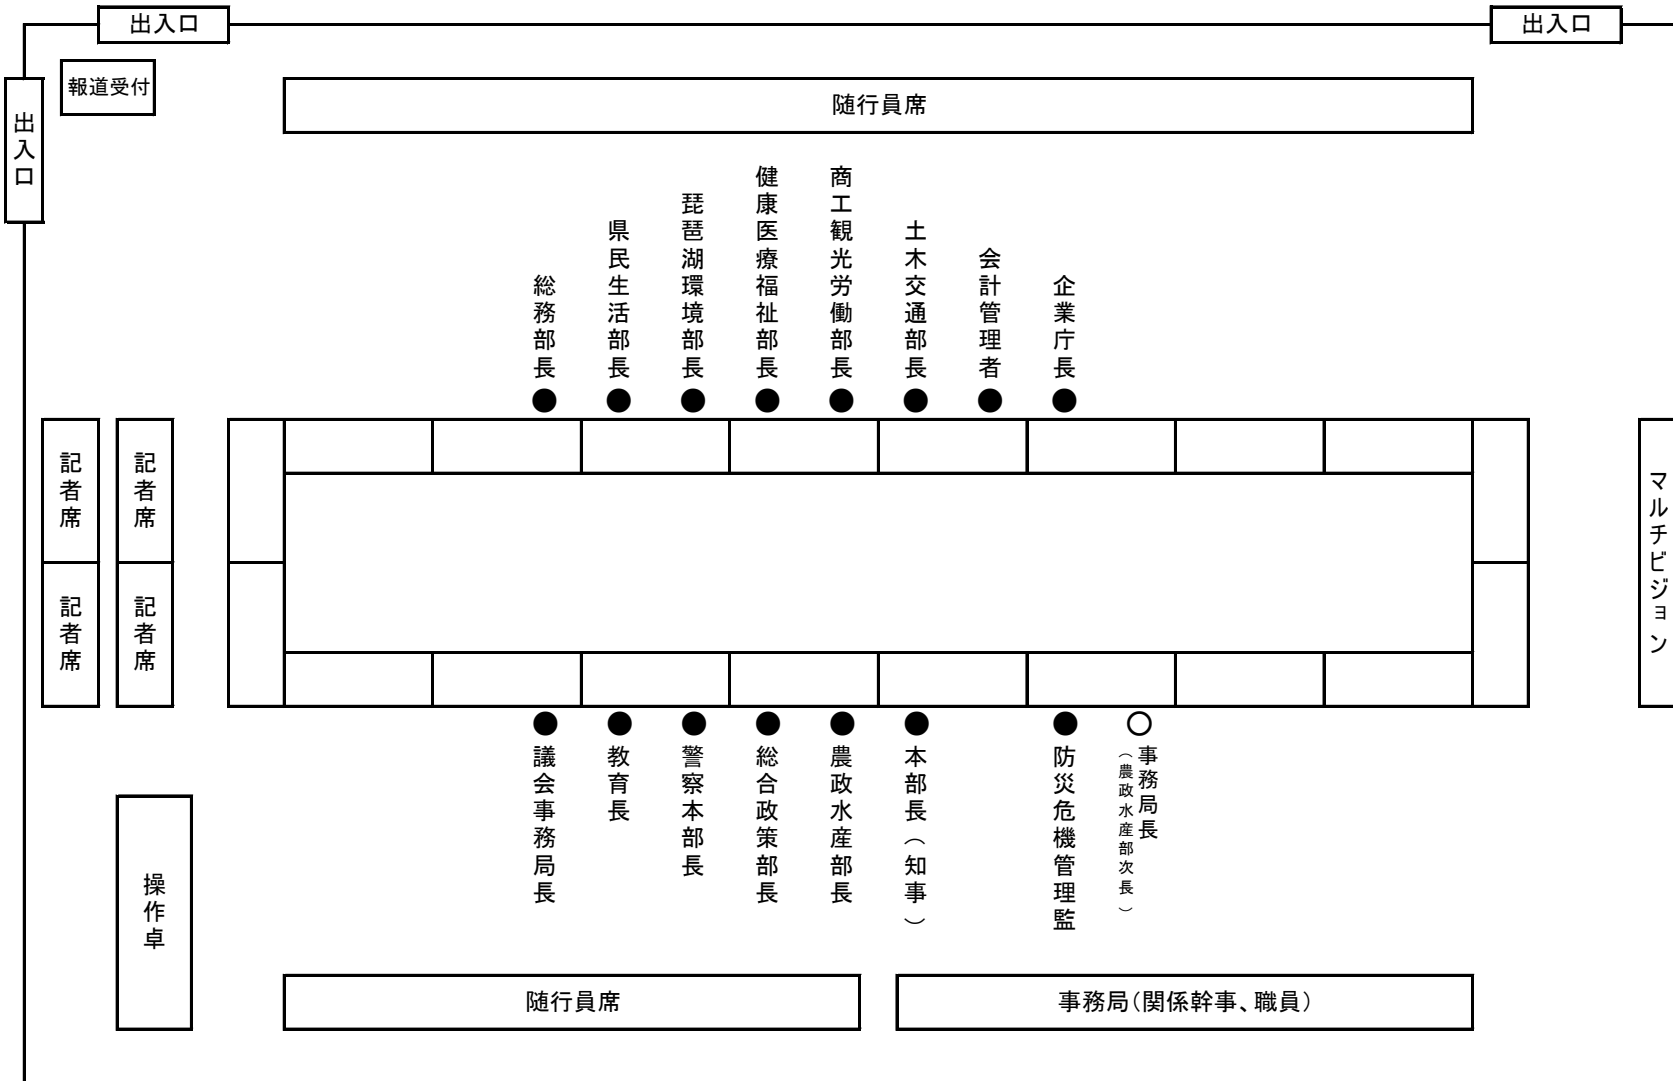 出入口
出入口
報道受付
出入口
随行員席
総務部長
県民生活部長
琵琶湖環境部長
健康医療福祉部長
商工観光労働部長
土木交通部長
会計管理者
企業庁長
記者席
記者席
記者席
記者席
マルチビジョン
議会事務局長
教育長
警察本部長
総合政策部長
農政水産部長
本部長（知事）
防災危機管理監
事務局長
（農政水産部次長）
操作卓
随行員席
事務局（関係幹事、職員）